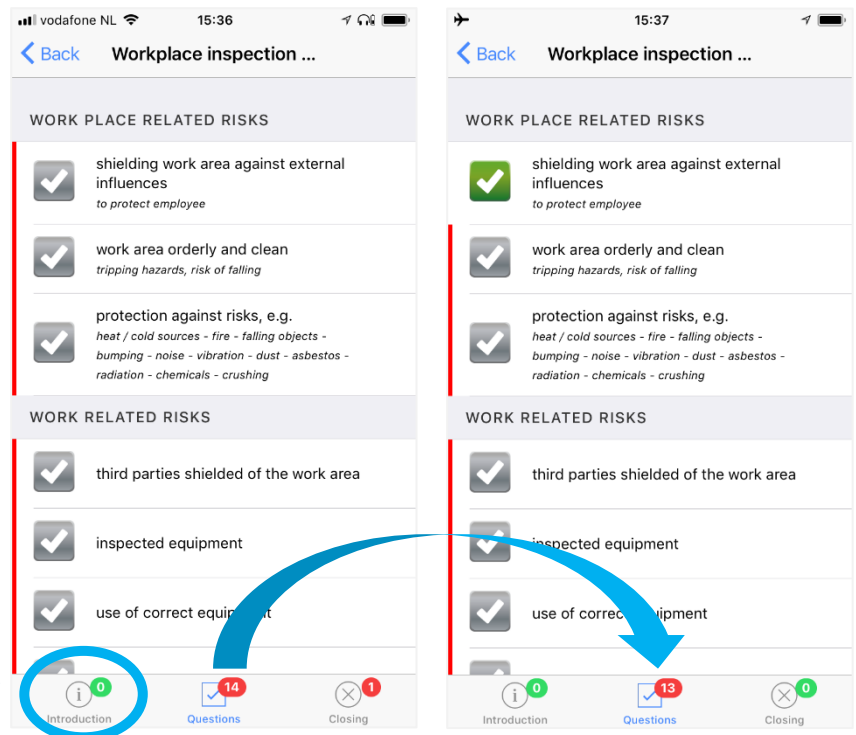 vodafone NL 15:36
Back Workplace inspection ...
WORK PLACE RELATED RISKS
shielding work area against external
influences
to protect employee
work area orderly and clean
tripping hazards, risk of falling
protection against risks, e.g.
heat / cold sources - fire - falling objects -
bumping - noise - vibration - dust - asbestos -
radiation - chemicals - crushing
WORK RELATED RISKS
third parties shielded of the work area
inspected equipment
use of correct
0 14 1
Introduction Questions Closing
15:37
Back Workplace inspection ...
WORK PLACE RELATED RISKS
shielding work area against external
influences
to protect employee
work area orderly and clean
tripping hazards, risk of falling
protection against risks, e.g.
heat / cold sources - fire - falling objects -
bumping - noise - vibration - dust - asbestos -
radiation - chemicals - crushing
WORK RELATED RISKS
third parties shielded of the work area
inspected equipment
use of correct equipment
0 13 0
Introduction Questions Closing